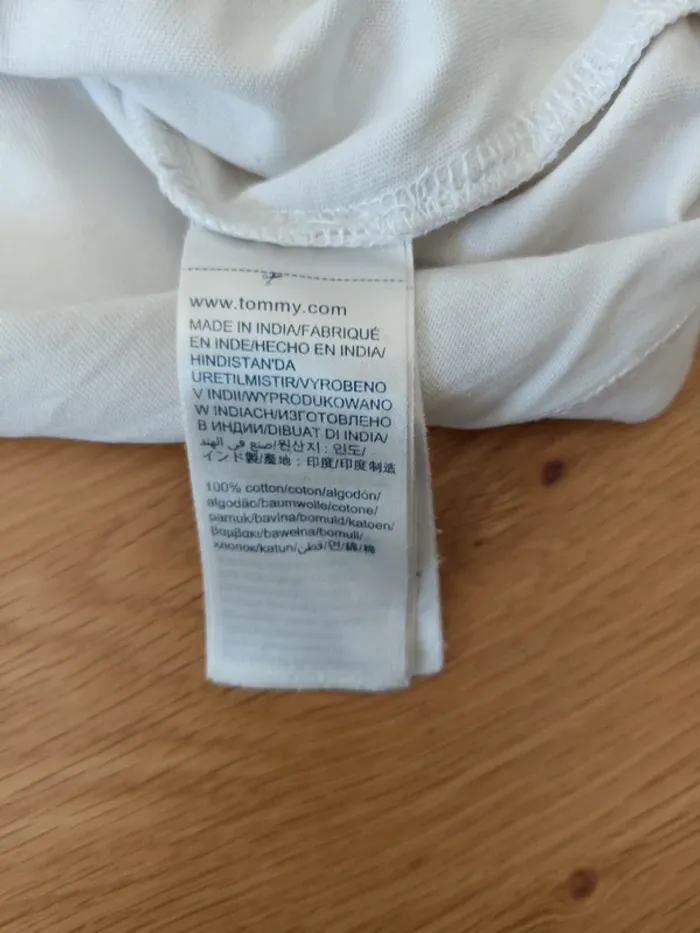 www.tommy.com
MADE IN INDIA/FABRIQUÉ
EN INDE/HECHO EN INDIA/
HINDISTAN'DA
URETILMISTIR/VYROBENO
V INDII/WYPRODUKOWANO
W INDIACH/ИЗГОТОВЛЕНО
В ИНДИИ/DIBUAT DI INDIA/
صنع في الهند/원산지 : 인도/
インド製/產地 : 印度/印度制造
100% cotton/coton/algodón/
algodão/baumwolle/cotone/
pamuk/bavlna/bomuld/katoen/
βαμβακι/bawełna/bomull/
хлопок/katun/قطن/면/綿/棉